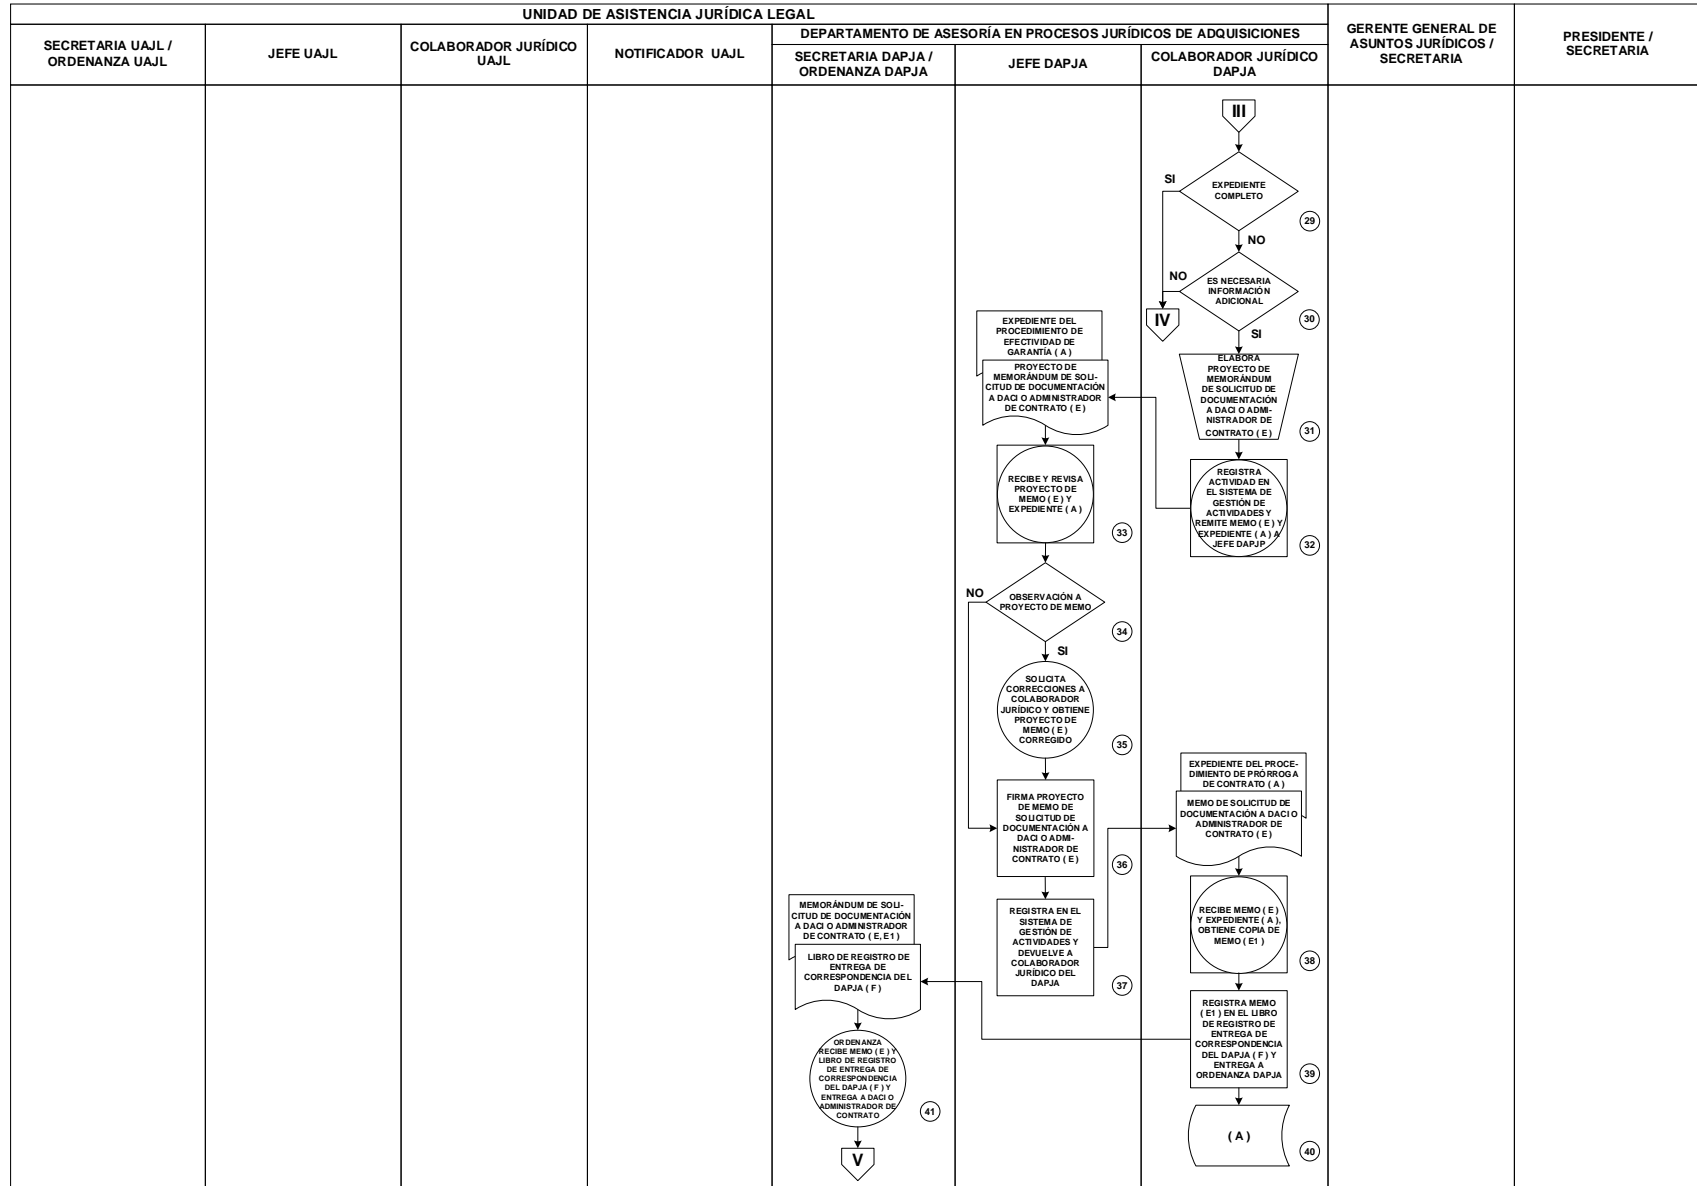 UNIDAD DE ASISTENCIA JURÍDICA LEGAL
SECRETARIA UAJL /
ORDENANZA UAJL
JEFE UAJL
COLABORADOR JURÍDICO
UAJL
NOTIFICADOR UAJL
DEPARTAMENTO DE ASESORÍA EN PROCESOS JURÍDICOS DE ADQUISICIONES
SECRETARIA DAPJA /
ORDENANZA DAPJA
JEFE DAPJA
COLABORADOR JURÍDICO
DAPJA
GERENTE GENERAL DE
ASUNTOS JURÍDICOS /
SECRETARIA
PRESIDENTE /
SECRETARIA
III
SI
EXPEDIENTE
COMPLETO
29
NO
NO
ES NECESARIA
INFORMACIÓN
ADICIONAL
30
IV
SI
ELABORA
PROYECTO DE
MEMORÁNDUM
DE SOLICITUD DE
DOCUMENTACIÓN
A DACI O ADMI-
NISTRADOR DE
CONTRATO ( E )
31
REGISTRA
ACTIVIDAD EN
EL SISTEMA DE
GESTIÓN DE
ACTIVIDADES Y
REMITE MEMO ( E ) Y
EXPEDIENTE ( A ) A
JEFE DAPJP
32
EXPEDIENTE DEL
PROCEDIMIENTO DE
EFECTIVIDAD DE
GARANTÍA ( A )
PROYECTO DE
MEMORÁNDUM DE SOLI-
CITUD DE DOCUMENTACIÓN
A DACI O ADMINISTRADOR
DE CONTRATO ( E )
RECIBE Y REVISA
PROYECTO DE
MEMO ( E ) Y
EXPEDIENTE ( A )
33
NO
OBSERVACIÓN A
PROYECTO DE MEMO
34
SI
SOLICITA
CORRECCIONES A
COLABORADOR
JURÍDICO Y OBTIENE
PROYECTO DE
MEMO ( E )
CORREGIDO
35
FIRMA PROYECTO
DE MEMO DE
SOLICITUD DE
DOCUMENTACIÓN A
DACI O ADMI-
NISTRADOR DE
CONTRATO ( E )
36
REGISTRA EN EL
SISTEMA DE
GESTIÓN DE
ACTIVIDADES Y
DEVUELVE A
COLABORADOR
JURÍDICO DEL
DAPJA
37
EXPEDIENTE DEL PROCE-
DIMIENTO DE PRÓRROGA
DE CONTRATO ( A )
MEMO DE SOLICITUD DE
DOCUMENTACIÓN A DACI O
ADMINISTRADOR DE
CONTRATO ( E )
RECIBE MEMO ( E )
Y EXPEDIENTE ( A ),
OBTIENE COPIA DE
MEMO ( E1 )
38
REGISTRA MEMO
( E1 ) EN EL LIBRO
DE REGISTRO DE
ENTREGA DE
CORRESPONDENCIA
DEL DAPJA ( F ) Y
ENTREGA A
ORDENANZA DAPJA
39
( A )
40
MEMORÁNDUM DE SOLI-
CITUD DE DOCUMENTACIÓN
A DACI O ADMINISTRADOR
DE CONTRATO ( E, E1 )
LIBRO DE REGISTRO DE
ENTREGA DE
CORRESPONDENCIA DEL
DAPJA ( F )
ORDENANZA
RECIBE MEMO ( E ) Y
LIBRO DE REGISTRO
DE ENTREGA DE
CORRESPONDENCIA
DEL DAPJA ( F ) Y
ENTREGA A DACI O
ADMINISTRADOR DE
CONTRATO
41
V